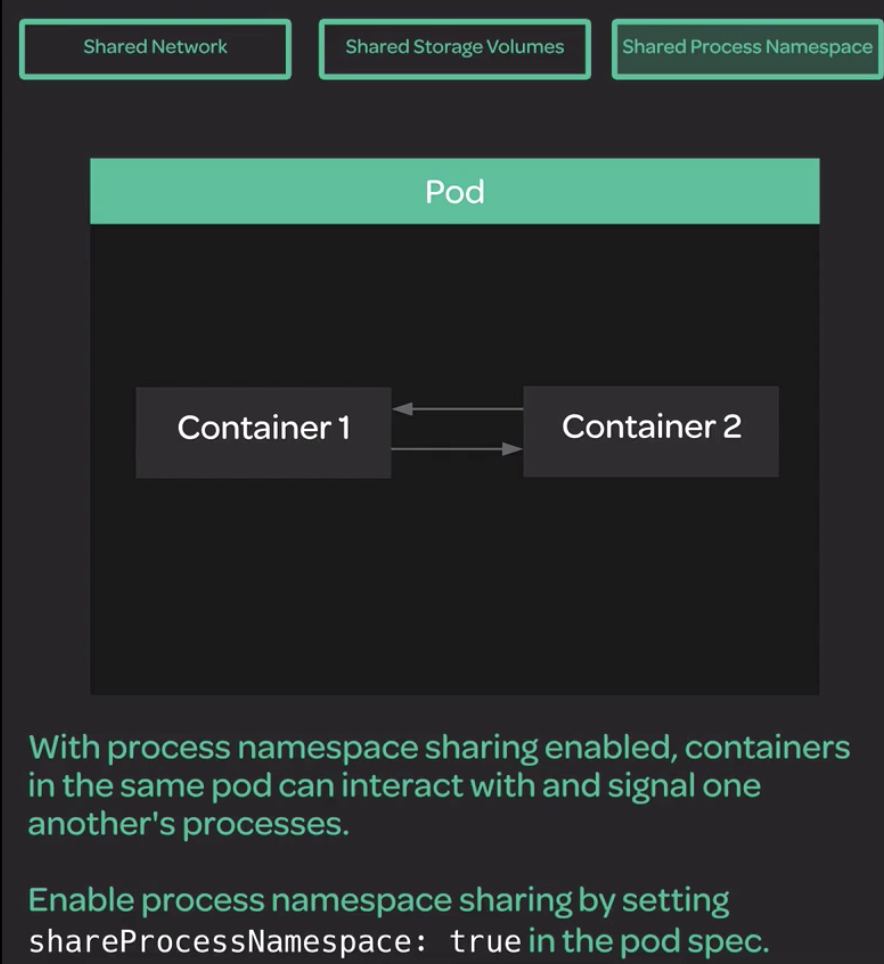 Shared Network
Shared Storage Volumes
Shared Process Namespace
Pod
Container 1
Container 2
With process namespace sharing enabled, containers
in the same pod can interact with and signal one
another's processes.
Enable process namespace sharing by setting
shareProcessNamespace: true in the pod spec.